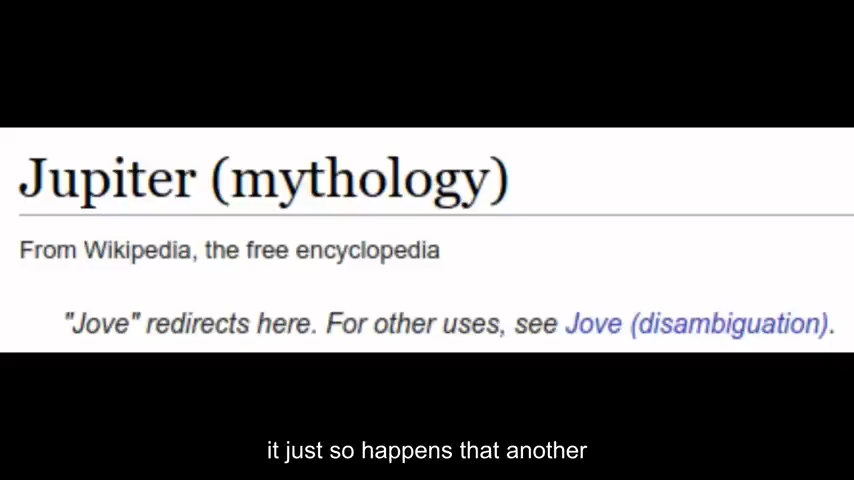 Jupiter (mythology)
From Wikipedia, the free encyclopedia
"Jove" redirects here. For other uses, see Jove (disambiguation).
it just so happens that another